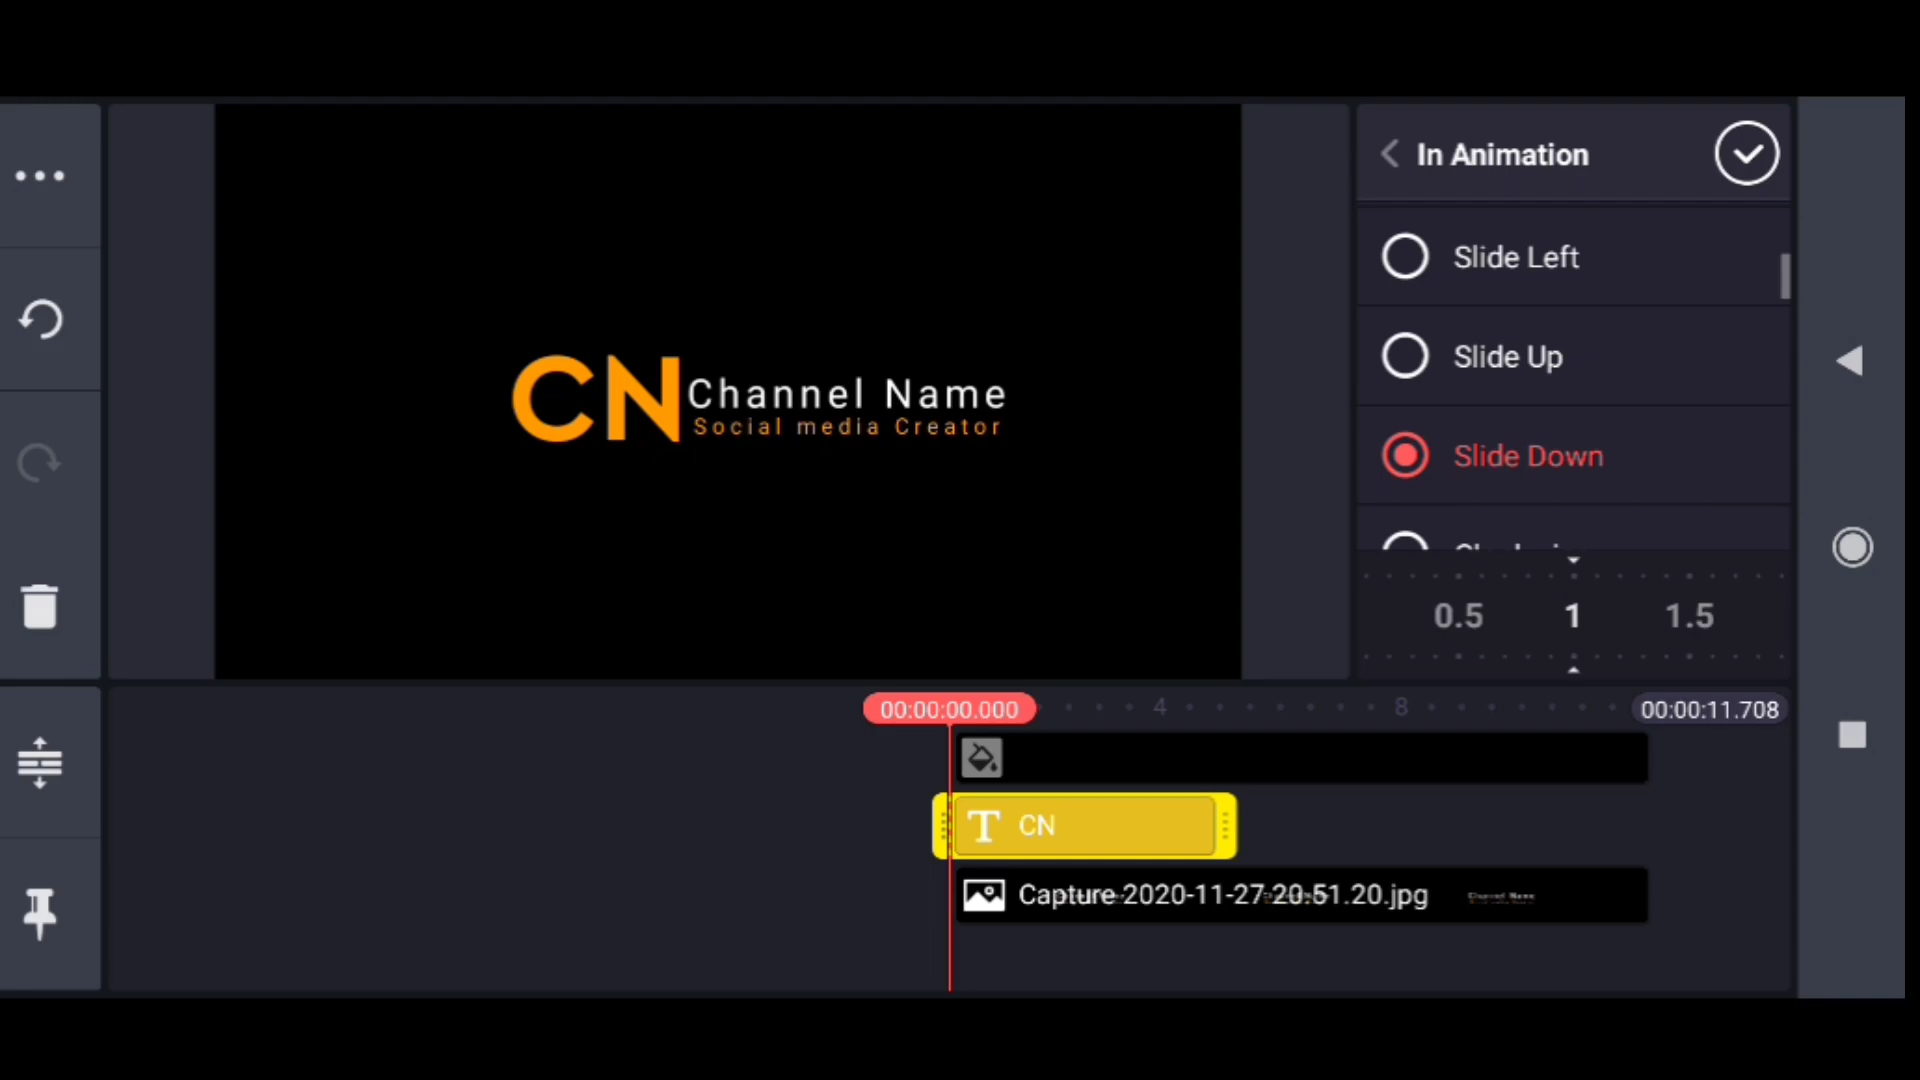 In Animation
Slide Left
Slide Up
Slide Down
0.5 1 1.5
CN
Channel Name
Social media Creator
00:00:00.000 4 8 00:00:11.708
T CN
Capture 2020-11-27-20-51.20.jpg
Channel Name